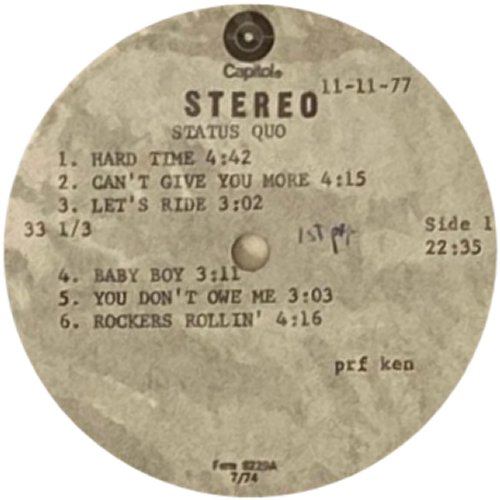 Capitol®
11-11-77
STEREO
STATUS QUO
1. HARD TIME 4:42
2. CAN'T GIVE YOU MORE 4:15
3. LET'S RIDE 3:02
33 1/3
1st
Side 1
22:35
4. BABY BOY 3:11
5. YOU DON'T OWE ME 3:03
6. ROCKERS ROLLIN' 4:16
prf ken
Form 8229A
7/74